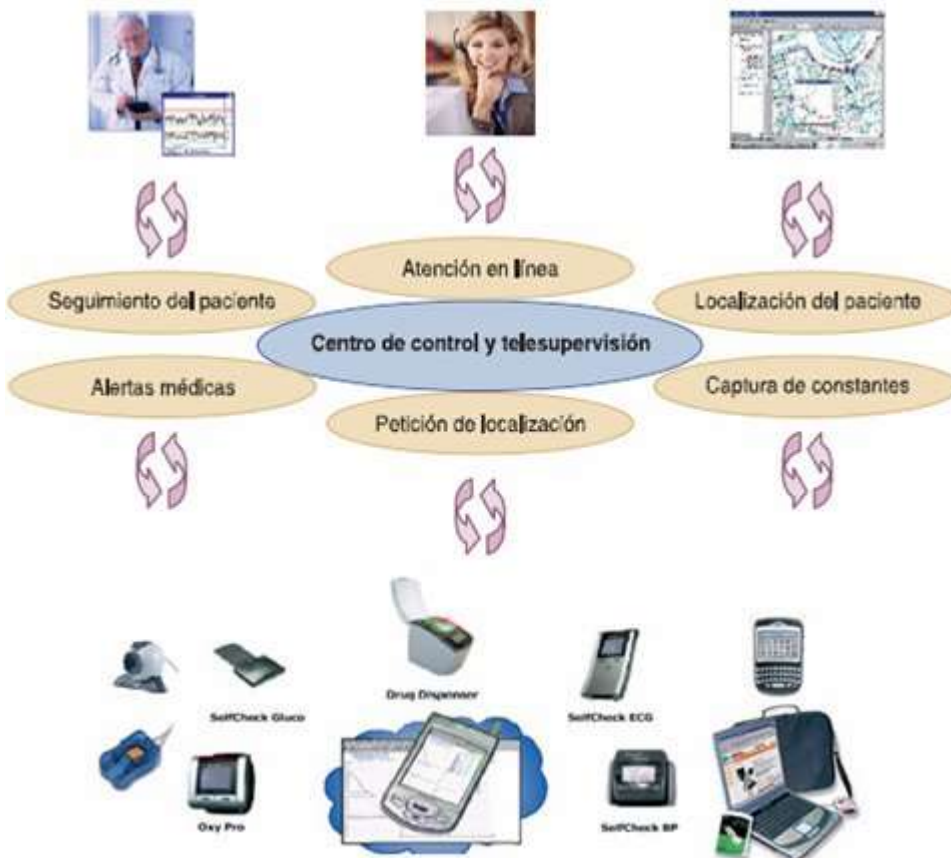 Atención en línea
Seguimiento del paciente
Localización del paciente
Centro de control y telesupervisión
Alertas médicas
Captura de constantes
Petición de localización
Drug Dispenser
SelfCheck Gluco
SelfCheck ECG
Oxy Pro
SelfCheck BP